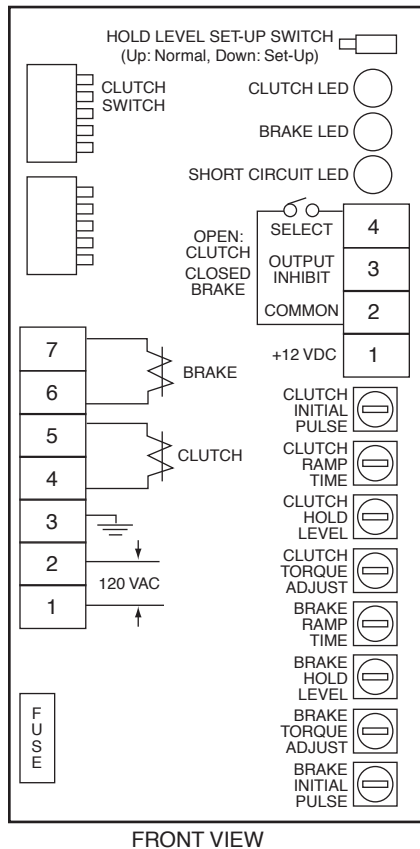 HOLD LEVEL SET-UP SWITCH
(Up: Normal, Down: Set-Up)
CLUTCH
SWITCH
CLUTCH LED
BRAKE LED
SHORT CIRCUIT LED
OPEN:
CLUTCH
CLOSED
BRAKE
SELECT
4
OUTPUT
INHIBIT
3
COMMON
2
+12 VDC
1
7
6
BRAKE
5
4
CLUTCH
3
2
1
120 VAC
CLUTCH
INITIAL
PULSE
CLUTCH
RAMP
TIME
CLUTCH
HOLD
LEVEL
CLUTCH
TORQUE
ADJUST
BRAKE
RAMP
TIME
BRAKE
HOLD
LEVEL
BRAKE
TORQUE
ADJUST
BRAKE
INITIAL
PULSE
FUSE
FRONT VIEW